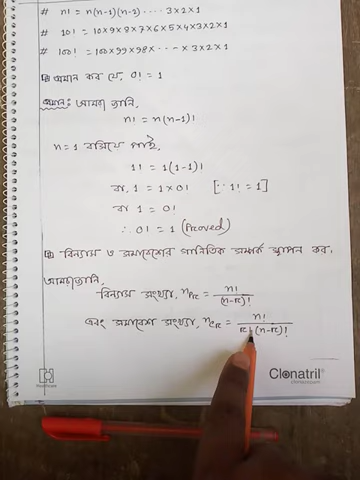 # n! = n(n-1)(n-2) ..... 3×2×1
# 10! = 10×9×8×7×6×5×4×3×2×1
# 100! = 100×99×98× ... - × 3×2×1
প্রমান কর যে, 0! = 1
প্রমান: আমরা জানি,
n! = n(n-1)!
n = 1 বসিয়ে পাই,
1! = 1(1-1)!
বা, 1 = 1×0! [∵ 1! = 1]
বা 1 = 0!
∴ 0! = 1 (Proved)
বিন্যাস ও সমাবেশের গানিতিক সম্পর্ক স্থাপন কর।
আমরাজানি,
বিন্যাস সংখ্যা, nPr = n!/(n-r)!
এবং সমাবেশ সংখ্যা, nCr = n!/r!(n-r)!
Clonatril®
clonazepam